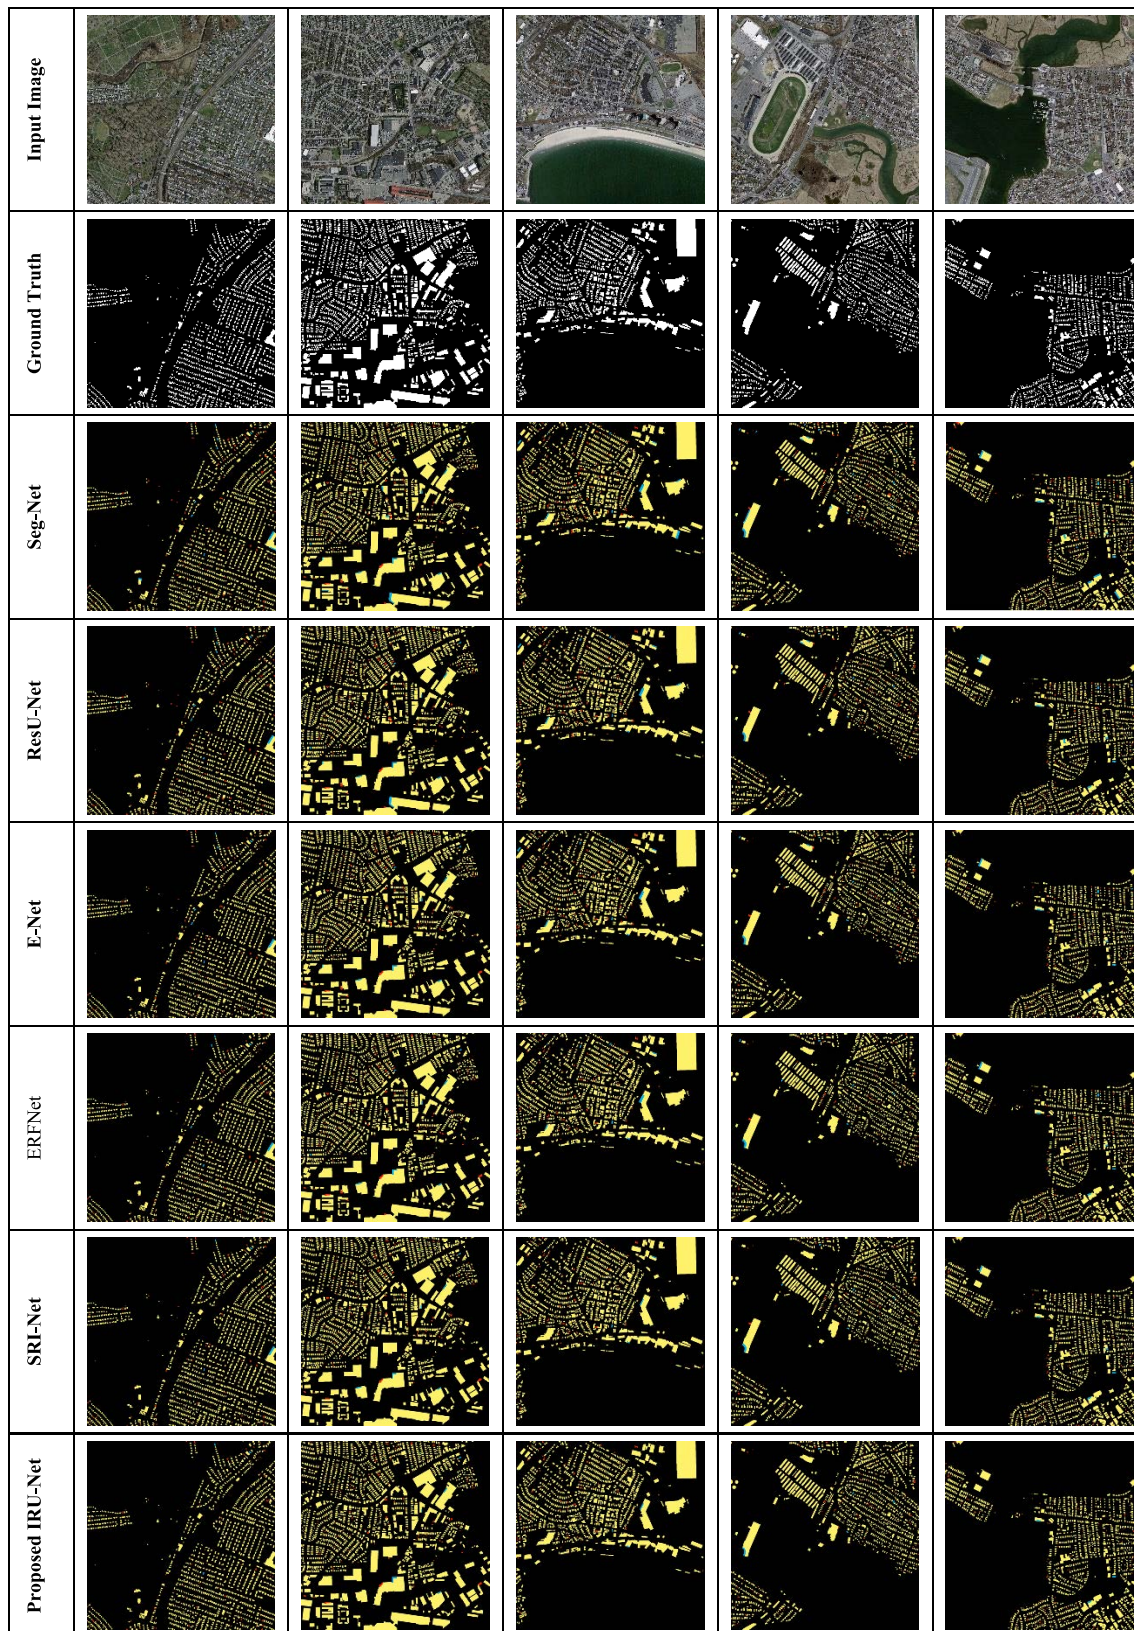 Input Image
Ground Truth
Seg-Net
ResU-Net
E-Net
ERFNet
SRI-Net
Proposed IRU-Net